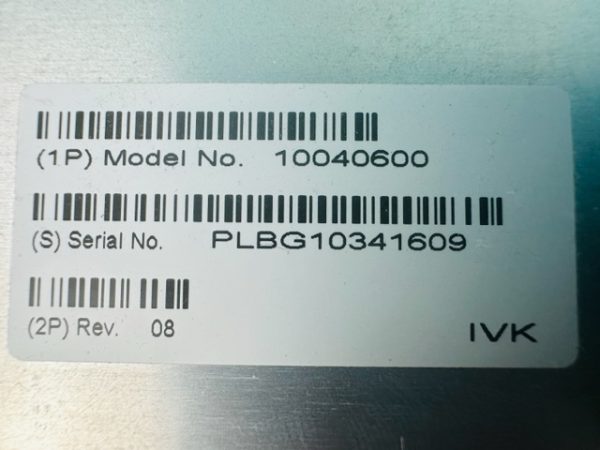 (1P) Model No. 10040600
(S) Serial No. PLBG10341609
(2P) Rev. 08
IVK